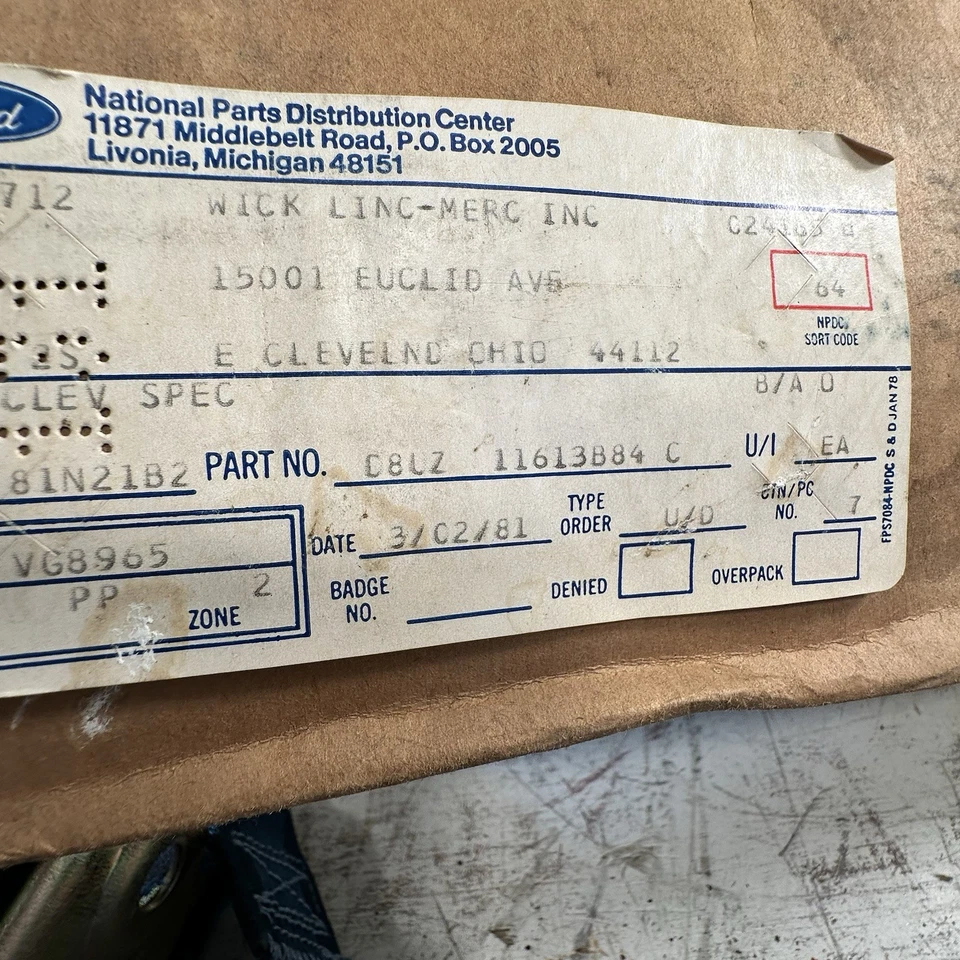 National Parts Distribution Center
11871 Middlebelt Road, P.O. Box 2005
Livonia, Michigan 48151
712 WICK LINC-MERC INC
15001 EUCLID AVE
64
NPDC
SORT CODE
E CLEVELND OHIO 44112
CLEV SPEC B/A 0
81N21B2 PART NO. C8LZ 11613B84 C U/I EA
VG8965
PP 2
ZONE
DATE 3/C2/81 TYPE ORDER U/D CTN/PC NO. 7
BADGE NO. DENIED OVERPACK
FPS7084-NPDC S & D JAN 78